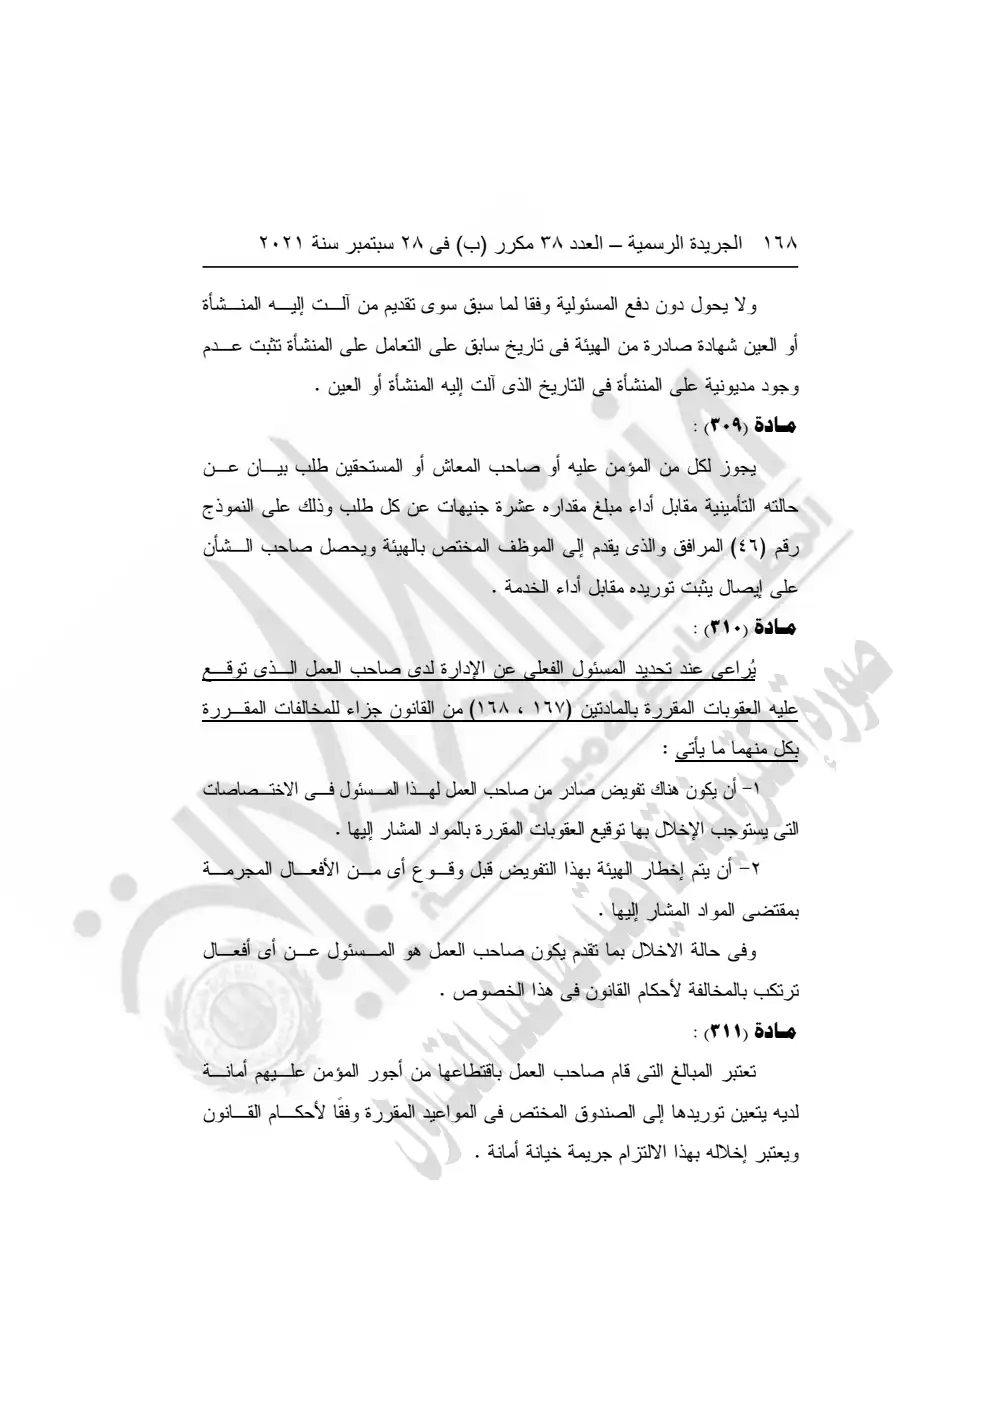 ١٦٨ الجريدة الرسمية – العدد ٣٨ مكرر (ب) فى ٢٨ سبتمبر سنة ٢٠٢١
ولا يحول دون دفع المسئولية وفقا لما سبق سوى تقديم من آلت إليه المنشأة
أو العين شهادة صادرة من الهيئة فى تاريخ سابق على التعامل على المنشأة تثبت عدم
وجود مديونية على المنشأة فى التاريخ الذى آلت إليه المنشأة أو العين .
مادة (٣٠٩) :
يجوز لكل من المؤمن عليه أو صاحب المعاش أو المستحقين طلب بيان عن
حالته التأمينية مقابل أداء مبلغ مقداره عشرة جنيهات عن كل طلب وذلك على النموذج
رقم (٤٦) المرافق والذى يقدم إلى الموظف المختص بالهيئة ويحصل صاحب الشأن
على إيصال يثبت توريده مقابل أداء الخدمة .
مادة (٣١٠) :
يُراعى عند تحديد المسئول الفعلى عن الإدارة لدى صاحب العمل الذى توقع
عليه العقوبات المقررة بالمادتين (١٦٧ ، ١٦٨) من القانون جزاء للمخالفات المقررة
بكل منهما ما يأتى :
١- أن يكون هناك تفويض صادر من صاحب العمل لهذا المسئول فى الاختصاصات
التى يستوجب الإخلال بها توقيع العقوبات المقررة بالمواد المشار إليها .
٢- أن يتم إخطار الهيئة بهذا التفويض قبل وقوع أى من الأفعال المجرمة
بمقتضى المواد المشار إليها .
وفى حالة الاخلال بما تقدم يكون صاحب العمل هو المسئول عن أى أفعال
ترتكب بالمخالفة لأحكام القانون فى هذا الخصوص .
مادة (٣١١) :
تعتبر المبالغ التى قام صاحب العمل باقتطاعها من أجور المؤمن عليهم أمانة
لديه يتعين توريدها إلى الصندوق المختص فى المواعيد المقررة وفقًا لأحكام القانون
ويعتبر إخلاله بهذا الالتزام جريمة خيانة أمانة .
صورة إلكترونية لا يعتد بها عند التداول